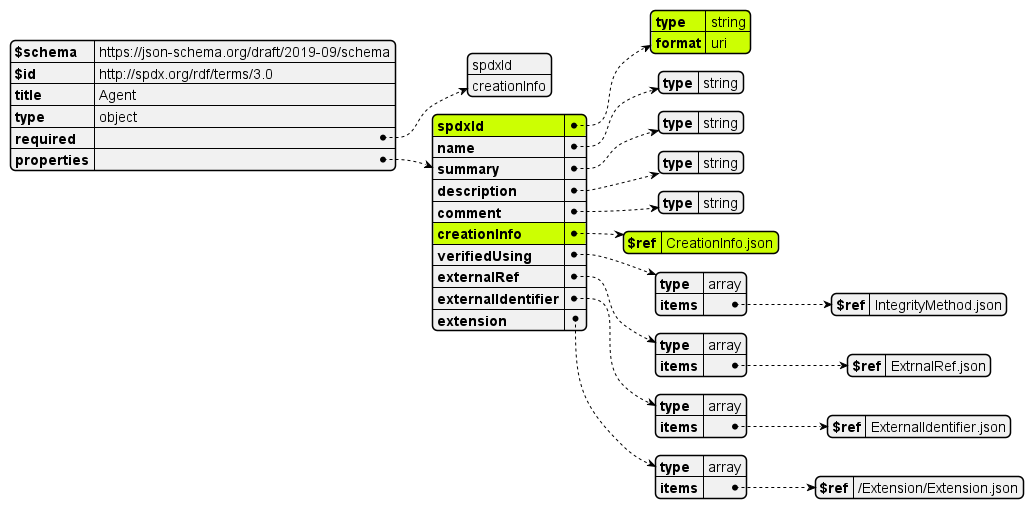 $schema https://json-schema.org/draft/2019-09/schema
$id http://spdx.org/rdf/terms/3.0
title Agent
type object
required
properties
spdxId
creationInfo
spdxId
name
summary
description
comment
creationInfo
verifiedUsing
externalRef
externalIdentifier
extension
type string
format uri
type string
type string
type string
type string
$ref CreationInfo.json
type array
items
$ref IntegrityMethod.json
type array
items
$ref ExtrnalRef.json
type array
items
$ref ExternalIdentifier.json
type array
items
$ref /Extension/Extension.json